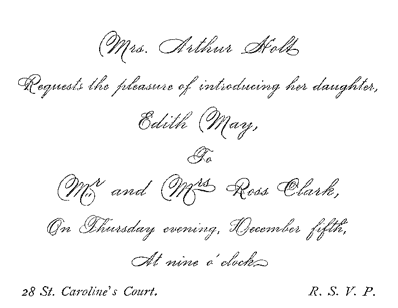 Mrs. Arthur Holt
Requests the pleasure of introducing her daughter,
Edith May,
To
Mr and Mrs Ross Clark,
On Thursday evening, December fifth,
At nine o'clock
28 St. Caroline's Court. R. S. V. P.